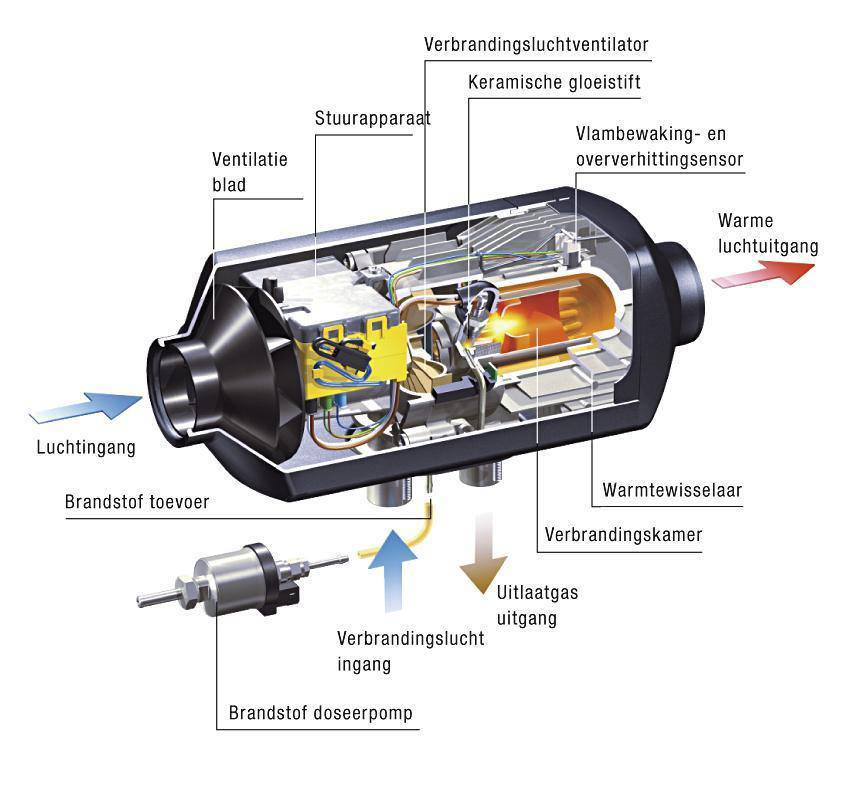 Verbrandingsluchtventilator
Keramische gloeistift
Stuurapparaat
Vlambewaking- en
oververhittingsensor
Ventilatie
blad
Warme
luchtuitgang
Luchtingang
Brandstof toevoer
Warmtewisselaar
Verbrandingskamer
Uitlaatgas
uitgang
Verbrandingslucht
ingang
Brandstof doseerpomp